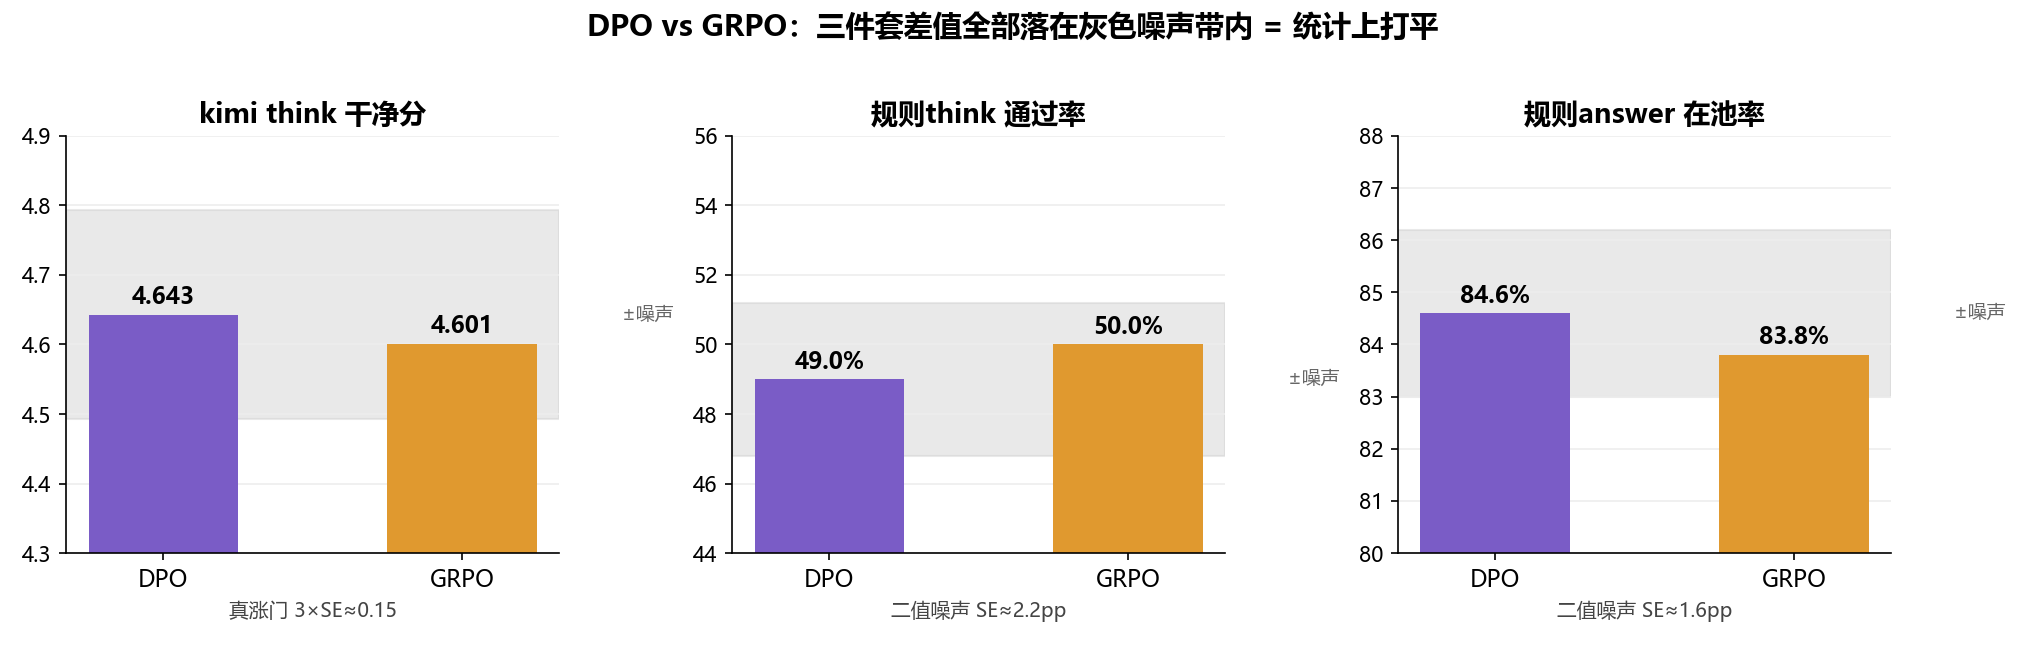 DPO vs GRPO：三件套差值全部落在灰色噪声带内 = 统计上打平
kimi think 干净分
4.9
4.8
4.7
4.6
4.5
4.4
4.3
4.643
4.601
±噪声
DPO
GRPO
真涨门 3×SE≈0.15
规则think 通过率
56
54
52
50
48
46
44
49.0%
50.0%
±噪声
DPO
GRPO
二值噪声 SE≈2.2pp
规则answer 在池率
88
87
86
85
84
83
82
81
80
84.6%
83.8%
±噪声
DPO
GRPO
二值噪声 SE≈1.6pp